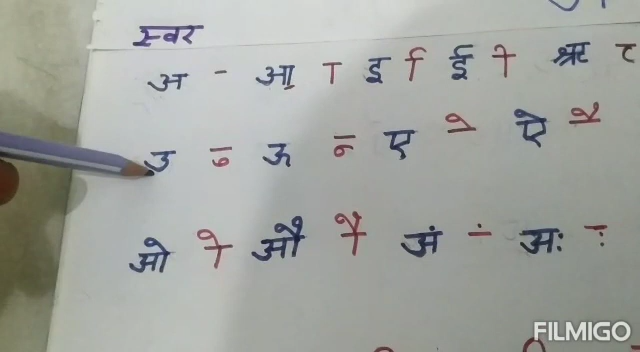 स्वर
अ - आ ा इ ि ई ी ऋ
उ ु ऊ ू ए े ऐ ै
ओ ो औ ौ अं ं अः ः
FILMIGO